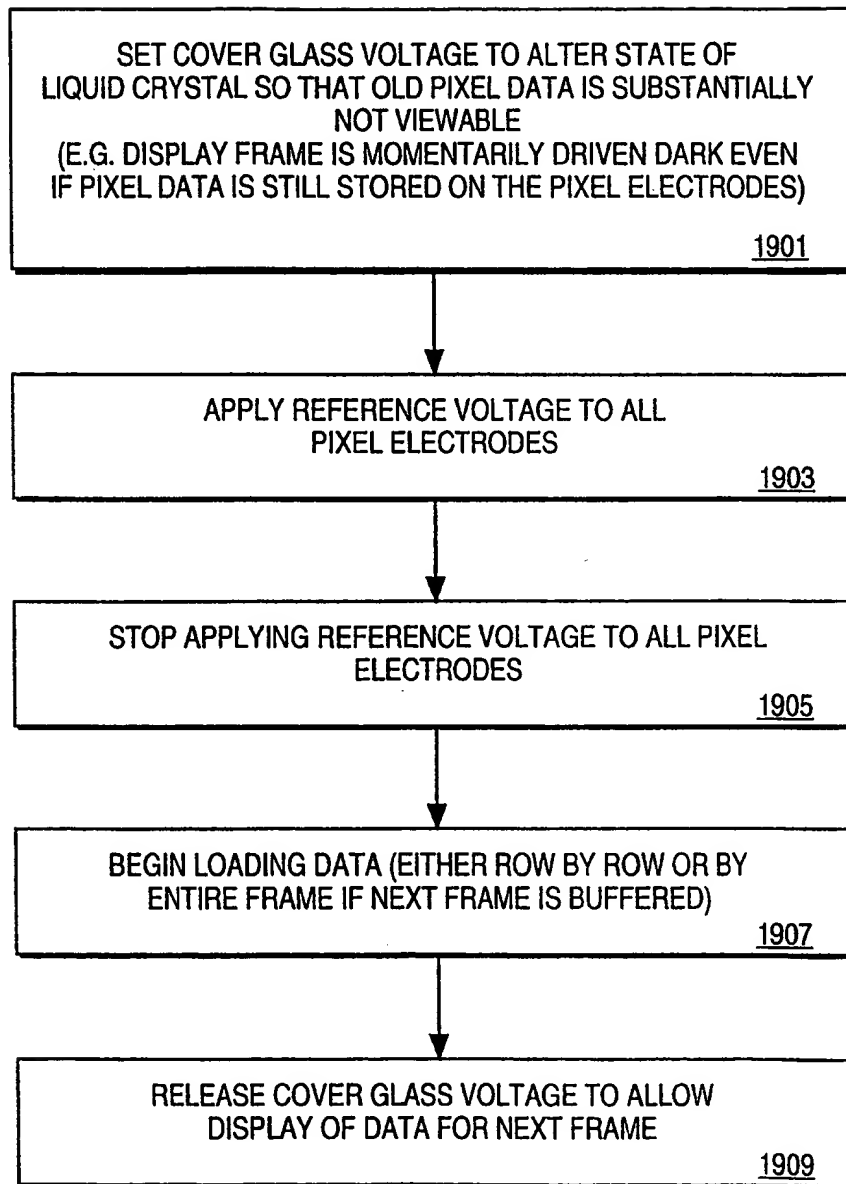 SET COVER GLASS VOLTAGE TO ALTER STATE OF
LIQUID CRYSTAL SO THAT OLD PIXEL DATA IS SUBSTANTIALLY
NOT VIEWABLE
(E.G. DISPLAY FRAME IS MOMENTARILY DRIVEN DARK EVEN
IF PIXEL DATA IS STILL STORED ON THE PIXEL ELECTRODES)
1901
APPLY REFERENCE VOLTAGE TO ALL
PIXEL ELECTRODES
1903
STOP APPLYING REFERENCE VOLTAGE TO ALL PIXEL
ELECTRODES
1905
BEGIN LOADING DATA (EITHER ROW BY ROW OR BY
ENTIRE FRAME IF NEXT FRAME IS BUFFERED)
1907
RELEASE COVER GLASS VOLTAGE TO ALLOW
DISPLAY OF DATA FOR NEXT FRAME
1909